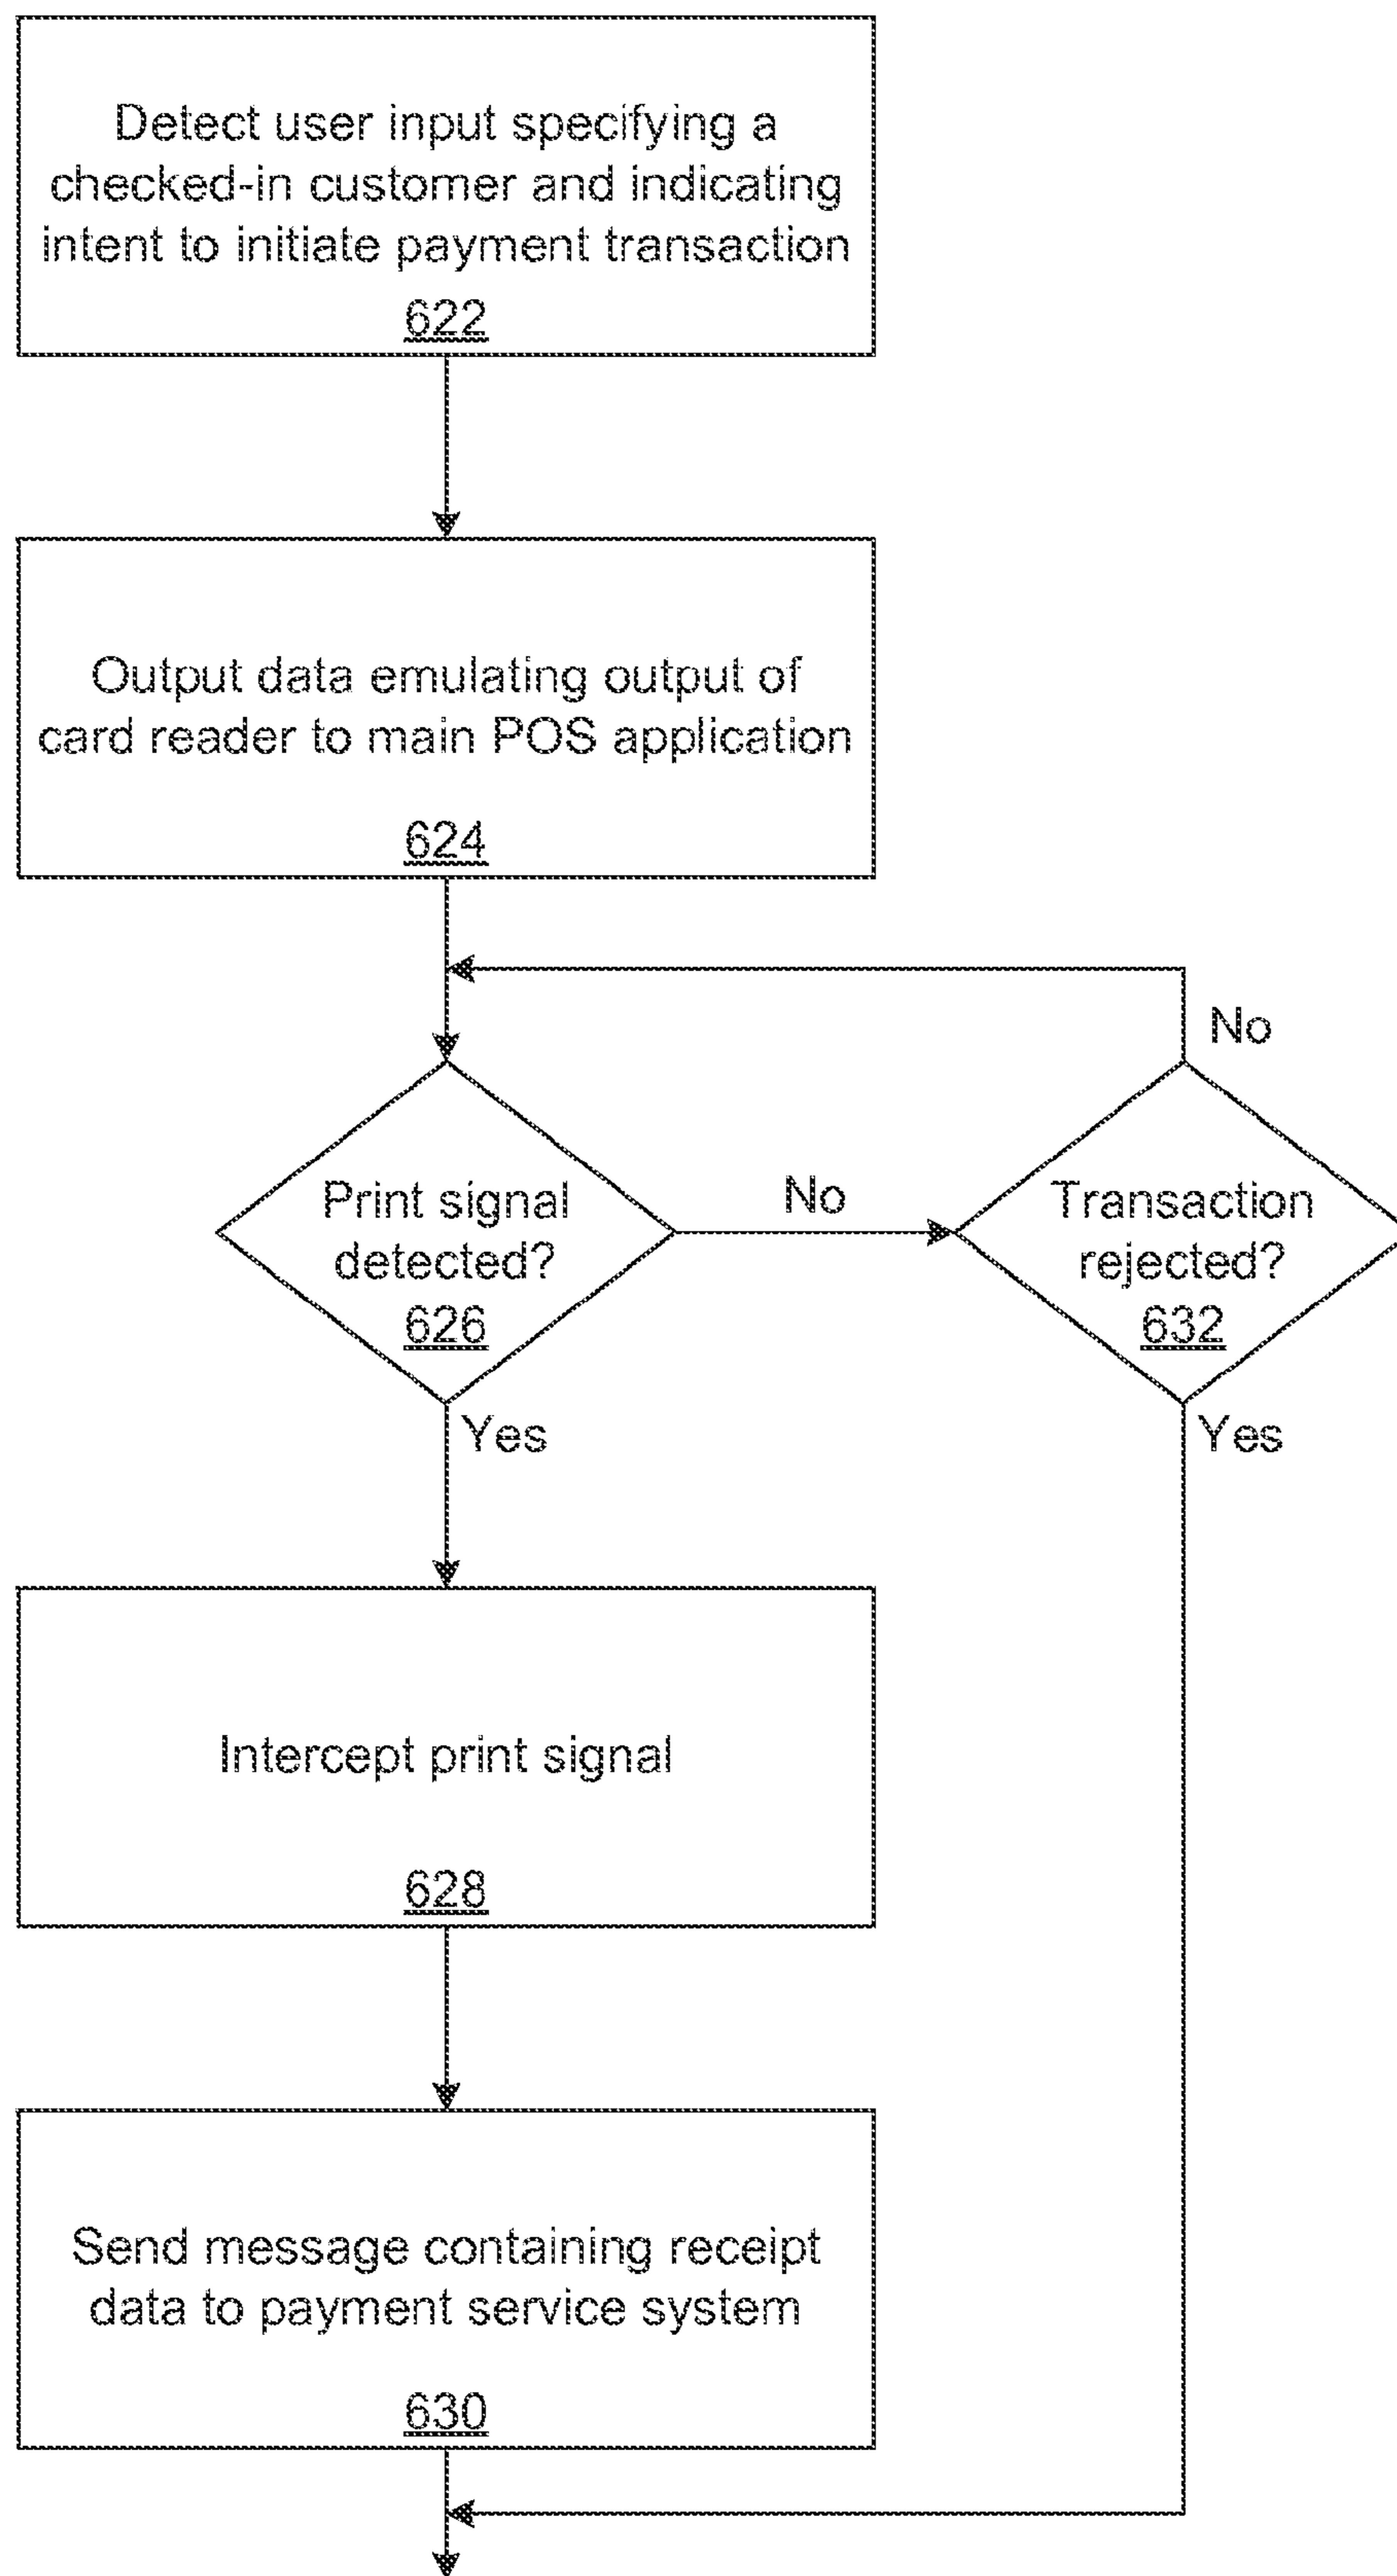 Detect user input specifying a
checked-in customer and indicating
intent to initiate payment transaction
622
Output data emulating output of
card reader to main POS application
624
No
Print signal
detected?
626
No
Transaction
rejected?
632
Yes
Yes
Intercept print signal
628
Send message containing receipt
data to payment service system
630